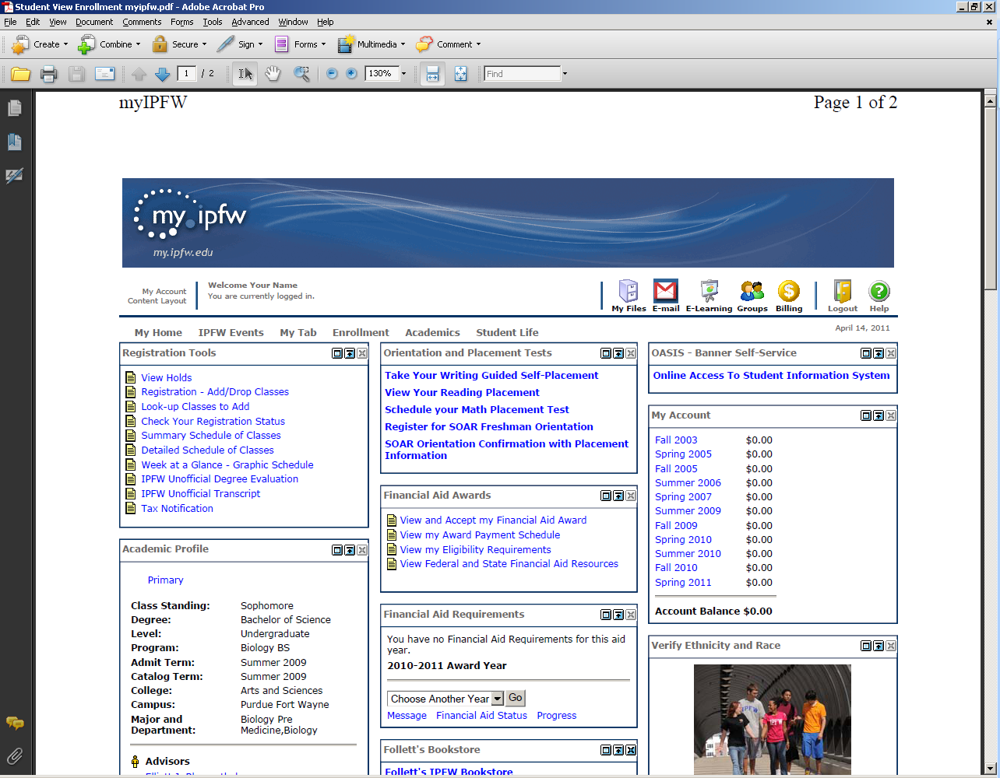 Student View Enrollment myipfw.pdf - Adobe Acrobat Pro
File Edit View Document Comments Forms Tools Advanced Window Help
Create Combine Secure Sign Forms Multimedia Comment
1 / 2 130% Find
myIPFW Page 1 of 2
my.ipfw
my.ipfw.edu
My Account
Content Layout
Welcome Your Name
You are currently logged in.
My Files E-mail E-Learning Groups Billing Logout Help
My Home IPFW Events My Tab Enrollment Academics Student Life
April 14, 2011
Registration Tools
View Holds
Registration - Add/Drop Classes
Look-up Classes to Add
Check Your Registration Status
Summary Schedule of Classes
Detailed Schedule of Classes
Week at a Glance - Graphic Schedule
IPFW Unofficial Degree Evaluation
IPFW Unofficial Transcript
Tax Notification
Academic Profile
Primary
Class Standing: Sophomore
Degree: Bachelor of Science
Level: Undergraduate
Program: Biology BS
Admit Term: Summer 2009
Catalog Term: Summer 2009
College: Arts and Sciences
Campus: Purdue Fort Wayne
Major and Biology Pre
Department: Medicine,Biology
Advisors
Orientation and Placement Tests
Take Your Writing Guided Self-Placement
View Your Reading Placement
Schedule your Math Placement Test
Register for SOAR Freshman Orientation
SOAR Orientation Confirmation with Placement
Information
Financial Aid Awards
View and Accept my Financial Aid Award
View my Award Payment Schedule
View my Eligibility Requirements
View Federal and State Financial Aid Resources
Financial Aid Requirements
You have no Financial Aid Requirements for this aid
year.
2010-2011 Award Year
Choose Another Year Go
Message Financial Aid Status Progress
Follett's Bookstore
Follett's IPFW Bookstore
OASIS - Banner Self-Service
Online Access To Student Information System
My Account
Fall 2003 $0.00
Spring 2005 $0.00
Fall 2005 $0.00
Summer 2006 $0.00
Spring 2007 $0.00
Summer 2009 $0.00
Fall 2009 $0.00
Spring 2010 $0.00
Summer 2010 $0.00
Fall 2010 $0.00
Spring 2011 $0.00
Account Balance $0.00
Verify Ethnicity and Race
IPFW
IPFW